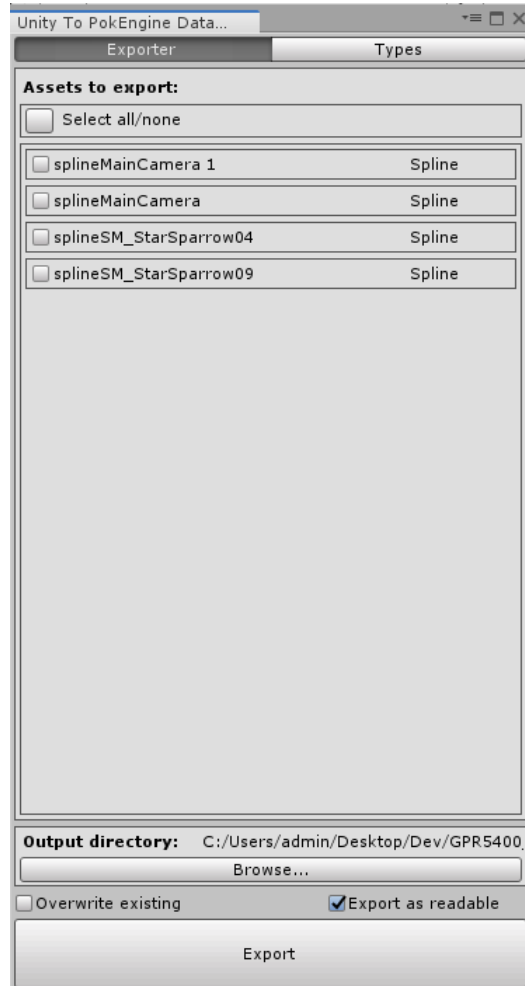 Unity To PokEngine Data...
Exporter Types
Assets to export:
Select all/none
splineMainCamera 1 Spline
splineMainCamera Spline
splineSM_StarSparrow04 Spline
splineSM_StarSparrow09 Spline
Output directory: C:/Users/admin/Desktop/Dev/GPR5400_
Browse...
Overwrite existing Export as readable
Export